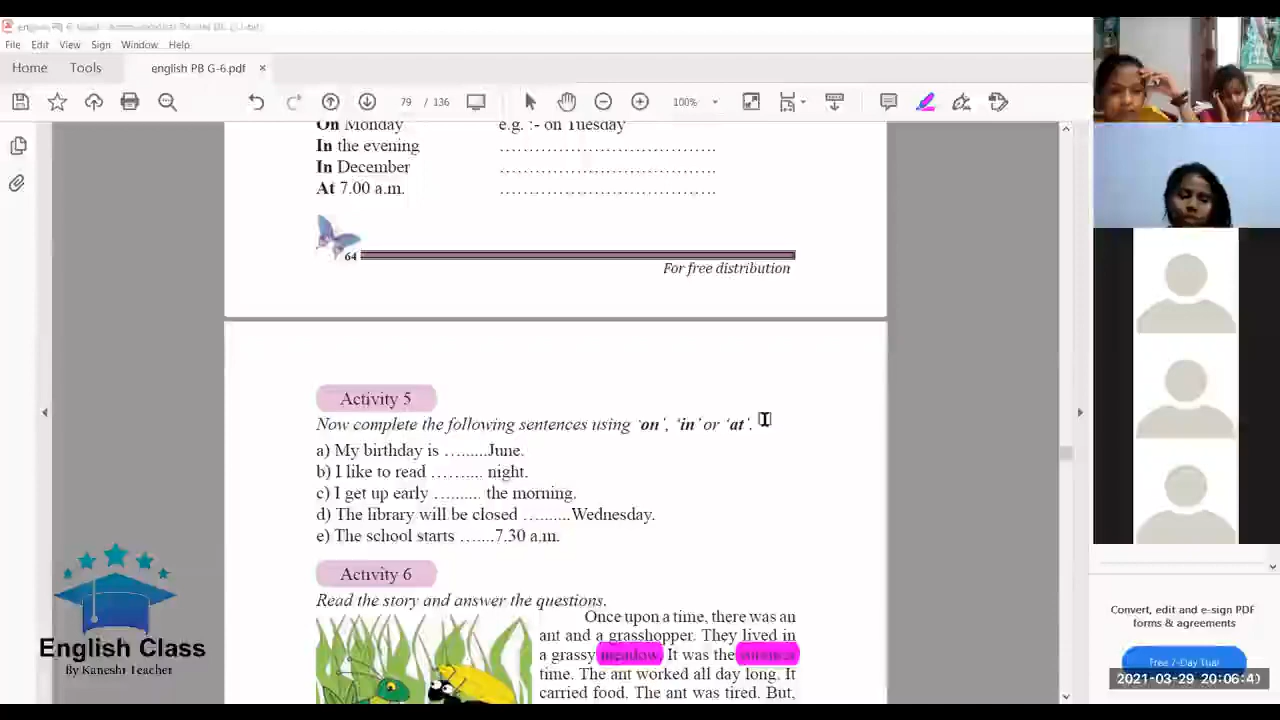 File Edit View Sign Window Help
Home Tools english PB G-6.pdf ×
79 / 136 100%
On Monday e.g. :- on Tuesday
In the evening ………………………………
In December ………………………………
At 7.00 a.m. ………………………………
64
For free distribution
Activity 5
Now complete the following sentences using ‘on’, ‘in’ or ‘at’.
a) My birthday is ….......June.
b) I like to read ……….. night.
c) I get up early ….…... the morning.
d) The library will be closed ….......Wednesday.
e) The school starts …....7.30 a.m.
Activity 6
Read the story and answer the questions.
Once upon a time, there was an
ant and a grasshopper. They lived in
a grassy meadow. It was the summer
time. The ant worked all day long. It
carried food. The ant was tired. But,
English Class
By Kaneshi Teacher
Convert, edit and e-sign PDF
forms & agreements
Free 7-Day Trial
2021-03-29 20:06:40